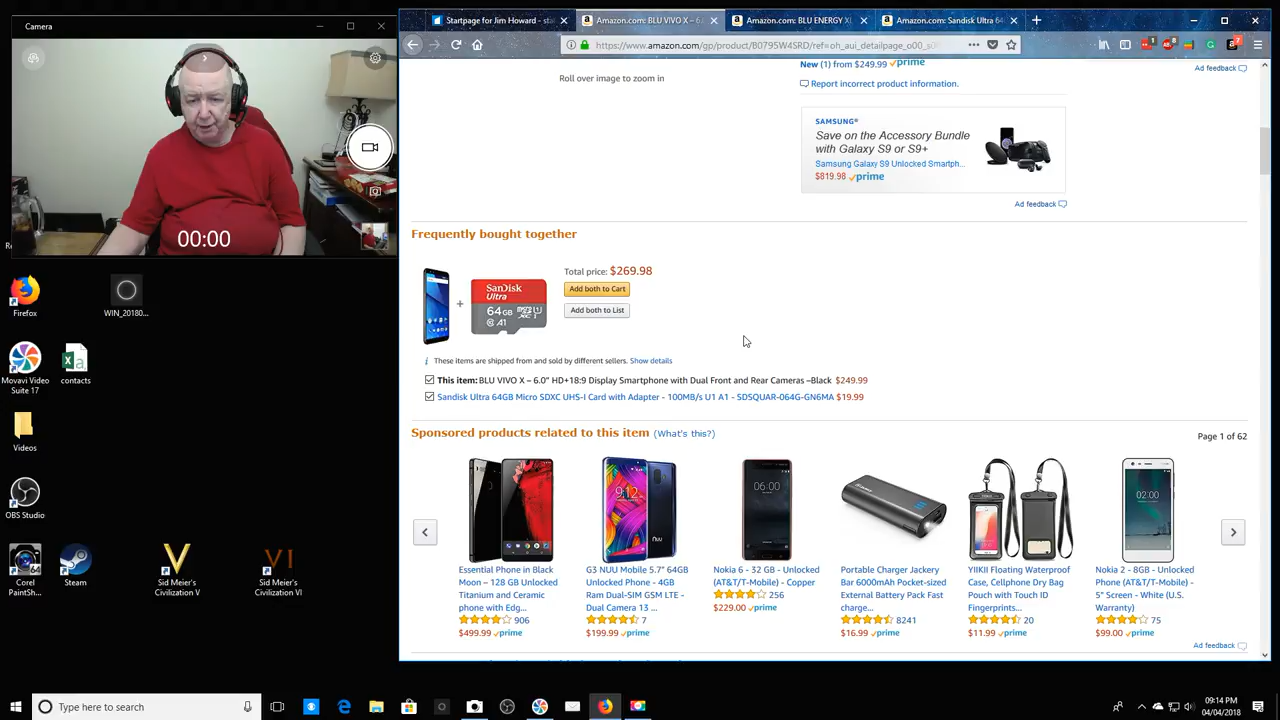 Camera
00:00
Firefox
WIN_20180...
Movavi Video
Suite 17
contacts
Videos
OBS Studio
Corel
PaintSh...
Steam
Sid Meier's
Civilization V
Sid Meier's
Civilization VI
Startpage for Jim Howard - sta
Amazon.com: BLU VIVO X – 6.
Amazon.com: BLU ENERGY X
Amazon.com: Sandisk Ultra 64
https://www.amazon.com/gp/product/B0795W4SRD/ref=oh_aui_detailpage_o00_s0
Roll over image to zoom in
New (1) from $249.99 prime
Report incorrect product information.
Ad feedback
SAMSUNG
Save on the Accessory Bundle
with Galaxy S9 or S9+
Samsung Galaxy S9 Unlocked Smartph...
$819.98 prime
Ad feedback
Frequently bought together
SanDisk
Ultra
64GB
A1
Total price: $269.98
Add both to Cart
Add both to List
These items are shipped from and sold by different sellers. Show details
This item: BLU VIVO X – 6.0" HD+18:9 Display Smartphone with Dual Front and Rear Cameras –Black $249.99
Sandisk Ultra 64GB Micro SDXC UHS-I Card with Adapter - 100MB/s U1 A1 - SDSQUAR-064G-GN6MA $19.99
Sponsored products related to this item (What's this?)
Page 1 of 62
Essential Phone in Black
Moon – 128 GB Unlocked
Titanium and Ceramic
phone with Edg...
906
$499.99 prime
G3 NUU Mobile 5.7" 64GB
Unlocked Phone - 4GB
Ram Dual-SIM GSM LTE -
Dual Camera 13 ...
7
$199.99 prime
06:00
Nokia 6 - 32 GB - Unlocked
(AT&T/T-Mobile) - Copper
256
$229.00 prime
Portable Charger Jackery
Bar 6000mAh Pocket-sized
External Battery Pack Fast
charge...
8241
$16.99 prime
YIIKII Floating Waterproof
Case, Cellphone Dry Bag
Pouch with Touch ID
Fingerprints...
20
$11.99 prime
02:00
Nokia 2 - 8GB - Unlocked
Phone (AT&T/T-Mobile) -
5" Screen - White (U.S.
Warranty)
75
$99.00 prime
Ad feedback
Type here to search
09:14 PM
04/04/2018